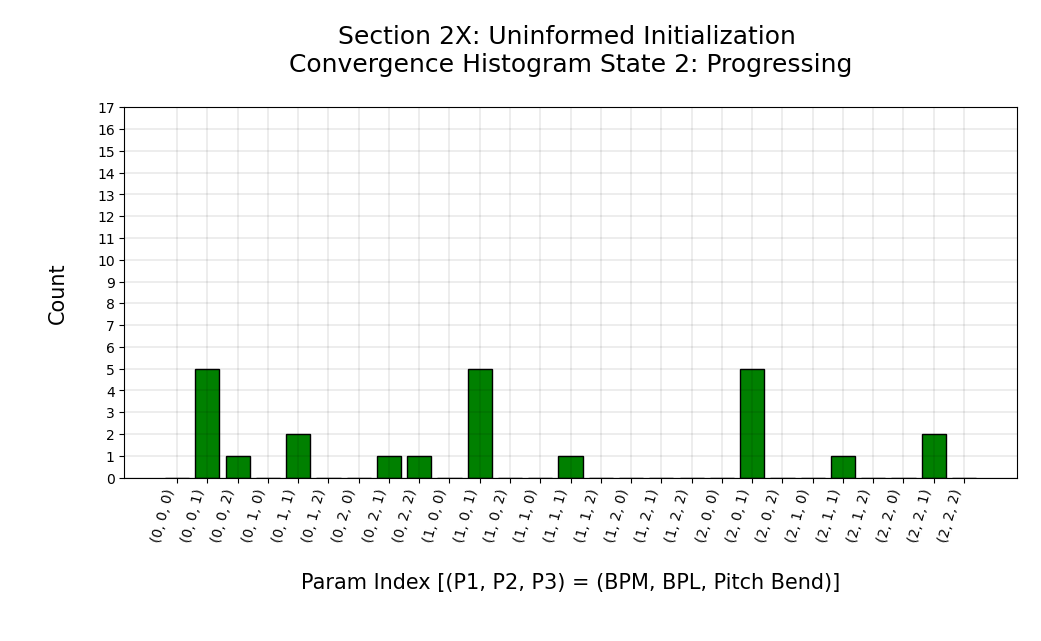 Section 2X: Uninformed Initialization
Convergence Histogram State 2: Progressing
Count
17
16
15
14
13
12
11
10
9
8
7
6
5
4
3
2
1
0
(0, 0, 0)
(0, 0, 1)
(0, 0, 2)
(0, 1, 0)
(0, 1, 1)
(0, 1, 2)
(0, 2, 0)
(0, 2, 1)
(0, 2, 2)
(1, 0, 0)
(1, 0, 1)
(1, 0, 2)
(1, 1, 0)
(1, 1, 1)
(1, 1, 2)
(1, 2, 0)
(1, 2, 1)
(1, 2, 2)
(2, 0, 0)
(2, 0, 1)
(2, 0, 2)
(2, 1, 0)
(2, 1, 1)
(2, 1, 2)
(2, 2, 0)
(2, 2, 1)
(2, 2, 2)
Param Index [(P1, P2, P3) = (BPM, BPL, Pitch Bend)]